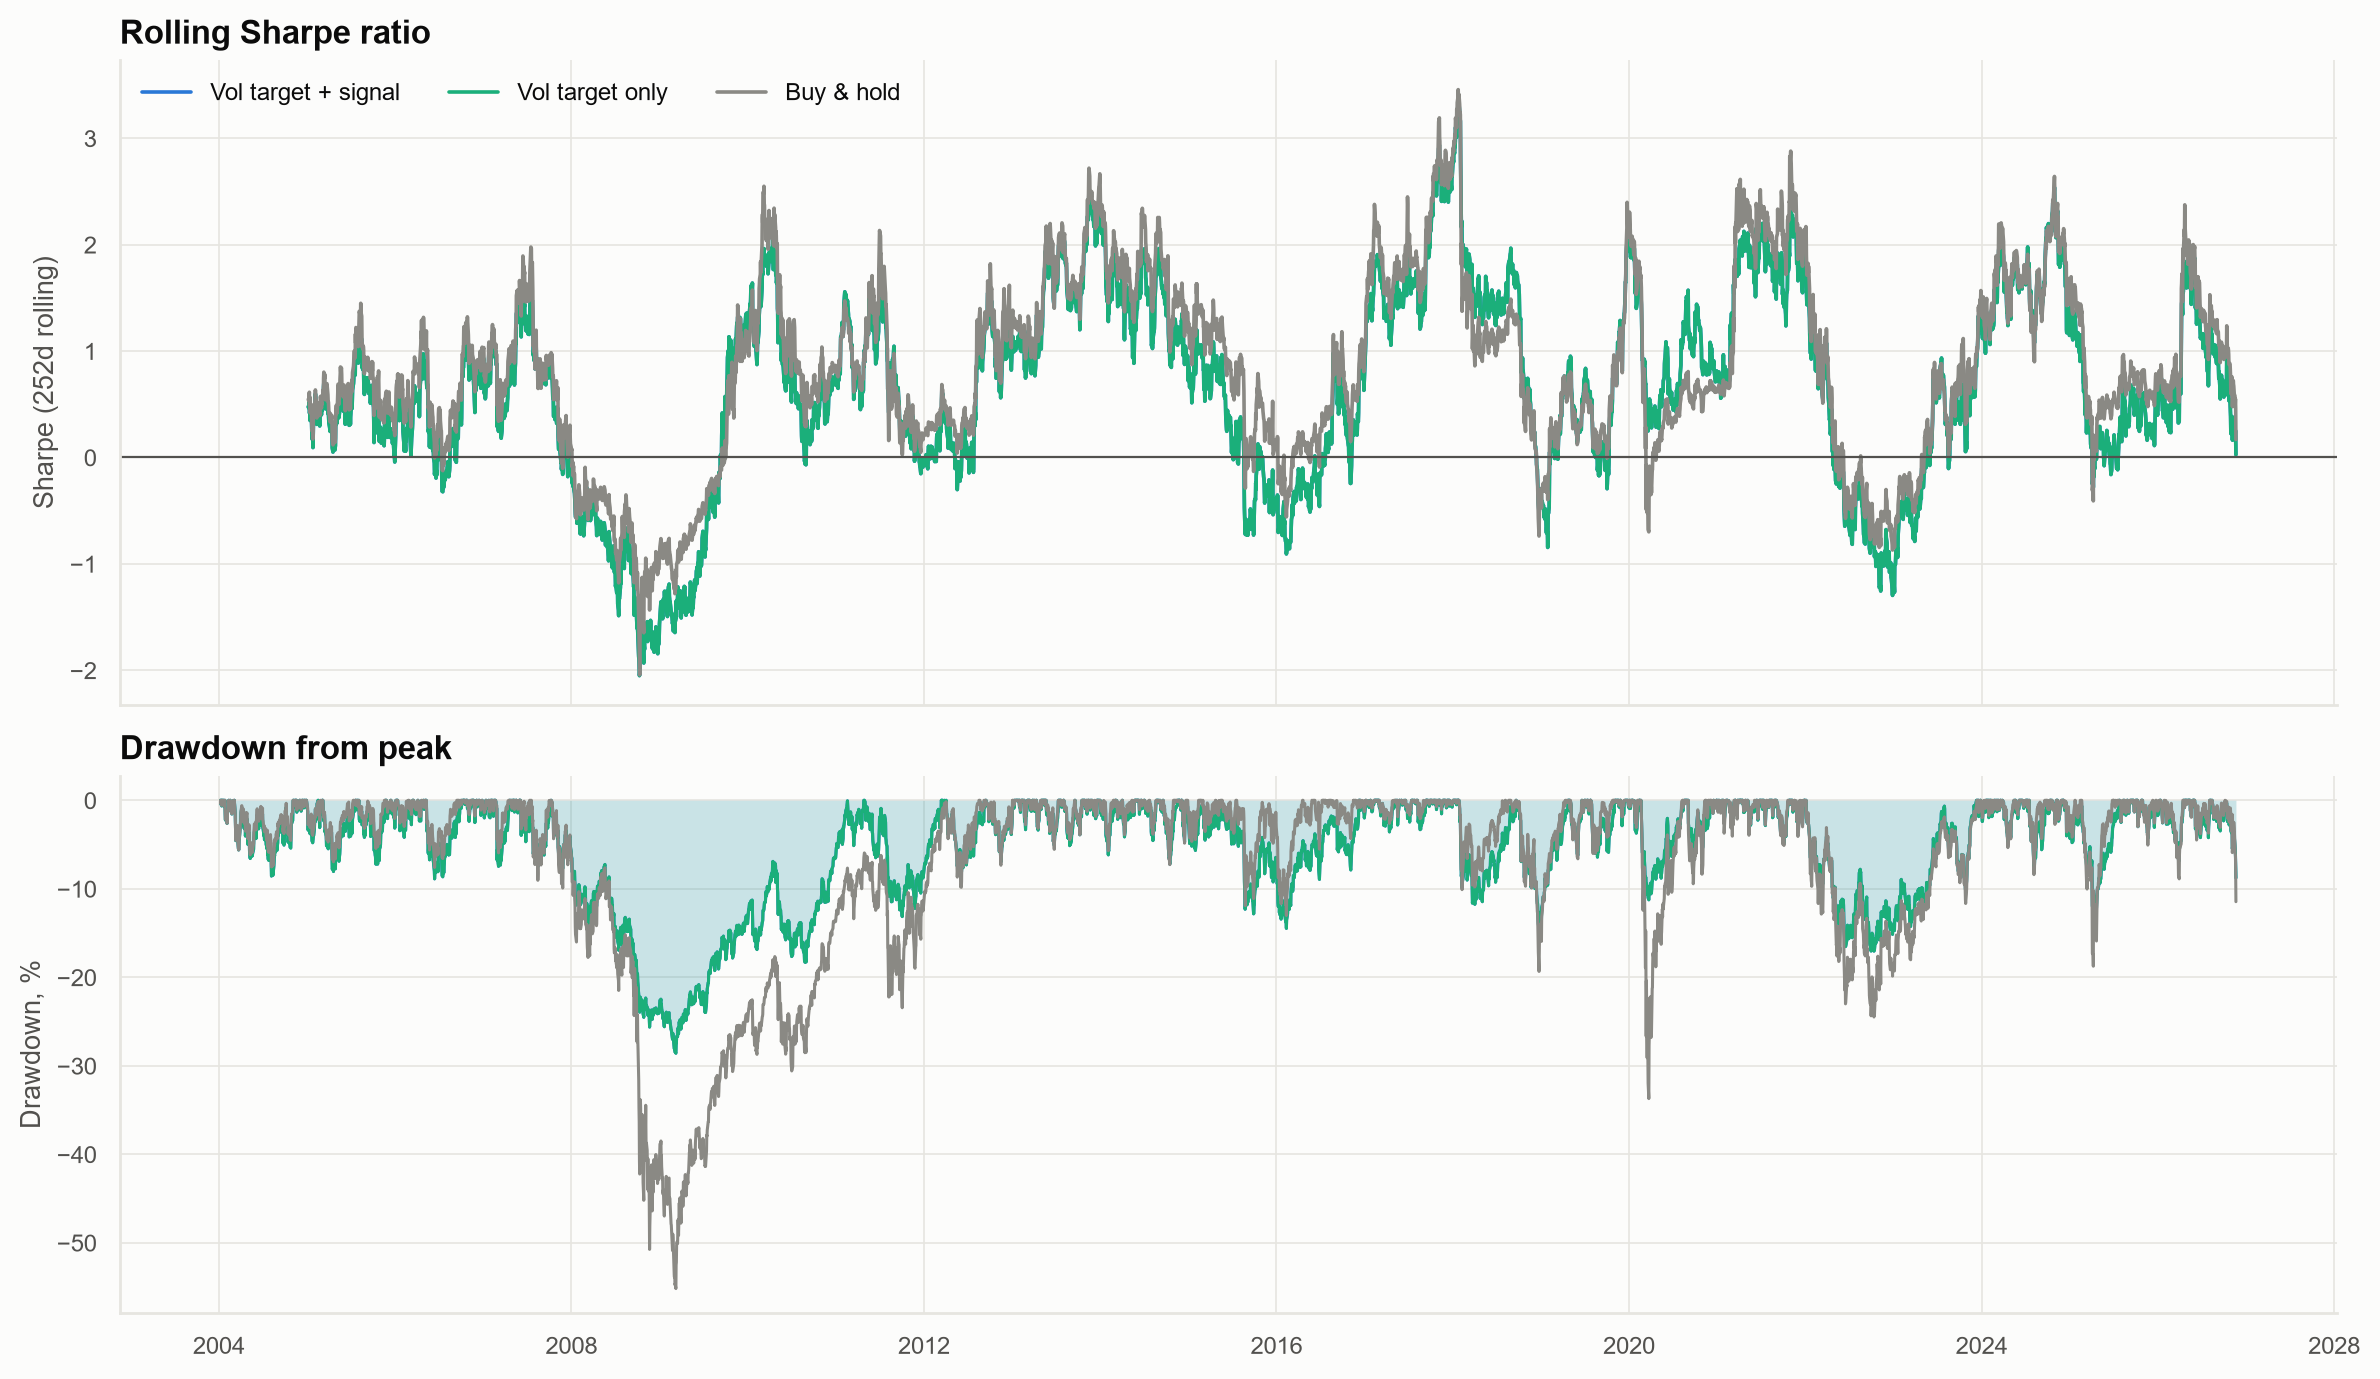 Rolling Sharpe ratio
Vol target + signal
Vol target only
Buy & hold
Sharpe (252d rolling)
3
2
1
0
−1
−2
Drawdown from peak
Drawdown, %
0
−10
−20
−30
−40
−50
2004
2008
2012
2016
2020
2024
2028